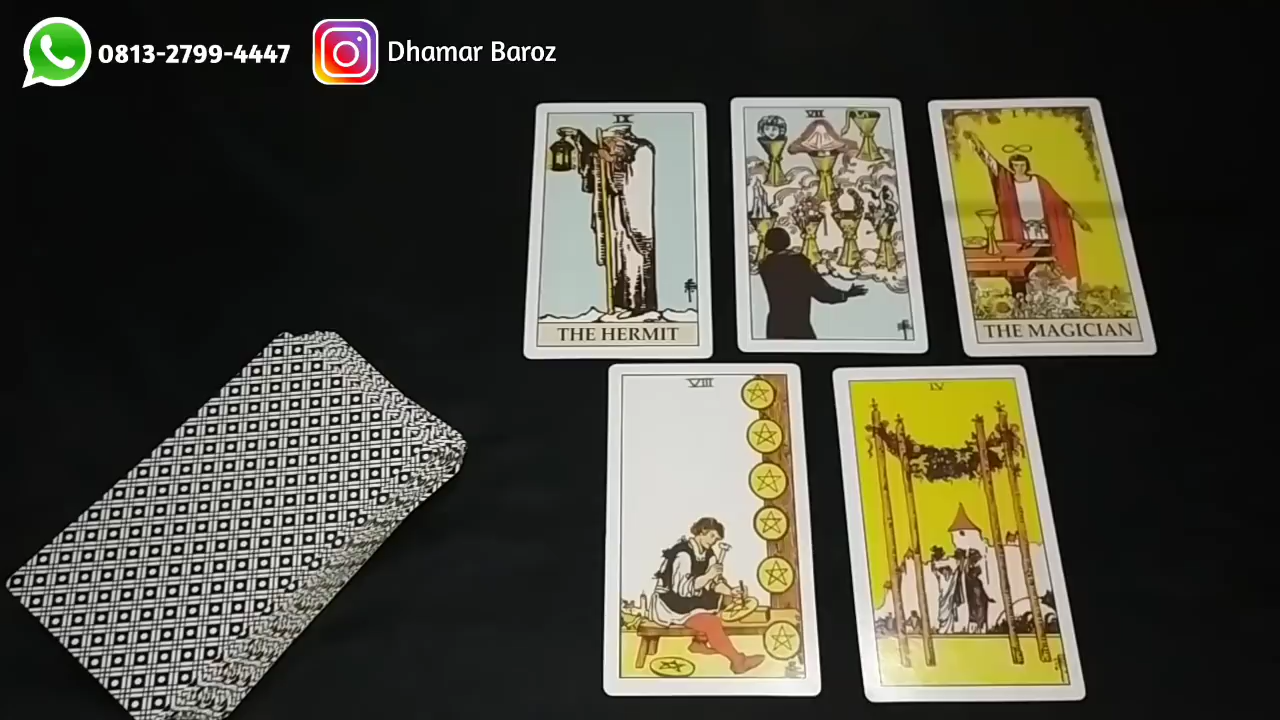 0813-2799-4447
Dhamar Baroz
IX
VII
I
THE HERMIT
THE MAGICIAN
VIII
IV